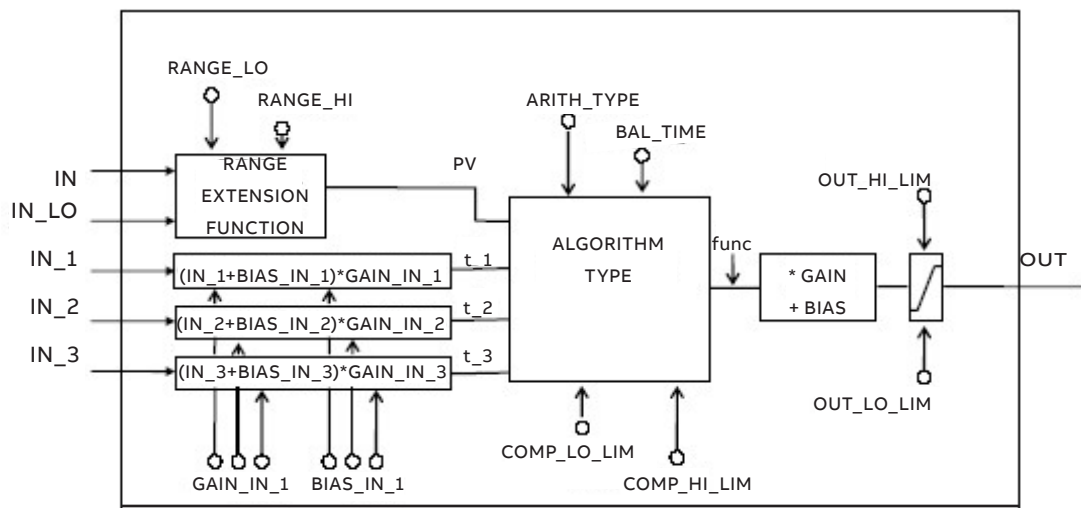 RANGE_LO
RANGE_HI
ARITH_TYPE
BAL_TIME
IN
RANGE
EXTENSION
FUNCTION
PV
OUT_HI_LIM
IN_LO
ALGORITHM
TYPE
func
IN_1
(IN_1+BIAS_IN_1)*GAIN_IN_1
t_1
* GAIN
+ BIAS
OUT
IN_2
(IN_2+BIAS_IN_2)*GAIN_IN_2
t_2
IN_3
(IN_3+BIAS_IN_3)*GAIN_IN_3
t_3
OUT_LO_LIM
COMP_LO_LIM
GAIN_IN_1
BIAS_IN_1
COMP_HI_LIM